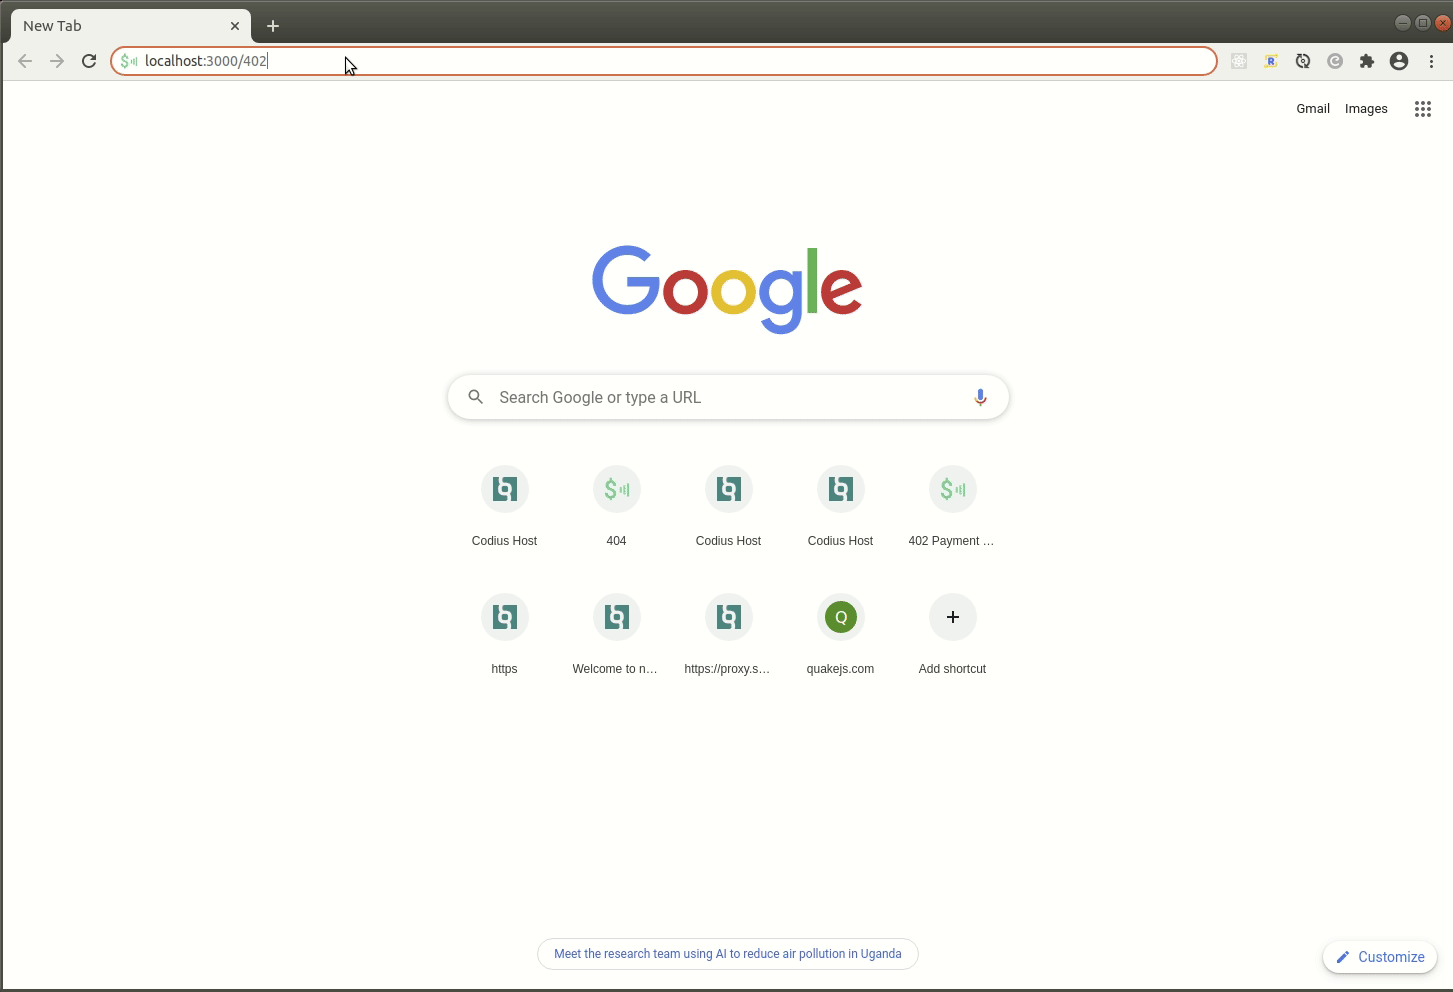 New Tab
localhost:3000/402
Gmail Images
Google
Search Google or type a URL
Codius Host
404
Codius Host
Codius Host
402 Payment ...
https
Welcome to n...
https://proxy.s...
Q
quakejs.com
Add shortcut
Meet the research team using AI to reduce air pollution in Uganda
Customize